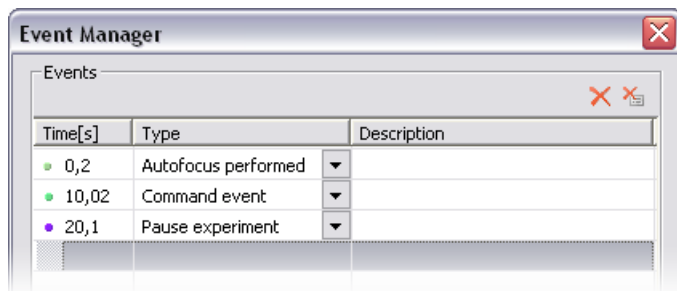 Event Manager
Events
Time[s] Type Description
0,2 Autofocus performed
10,02 Command event
20,1 Pause experiment